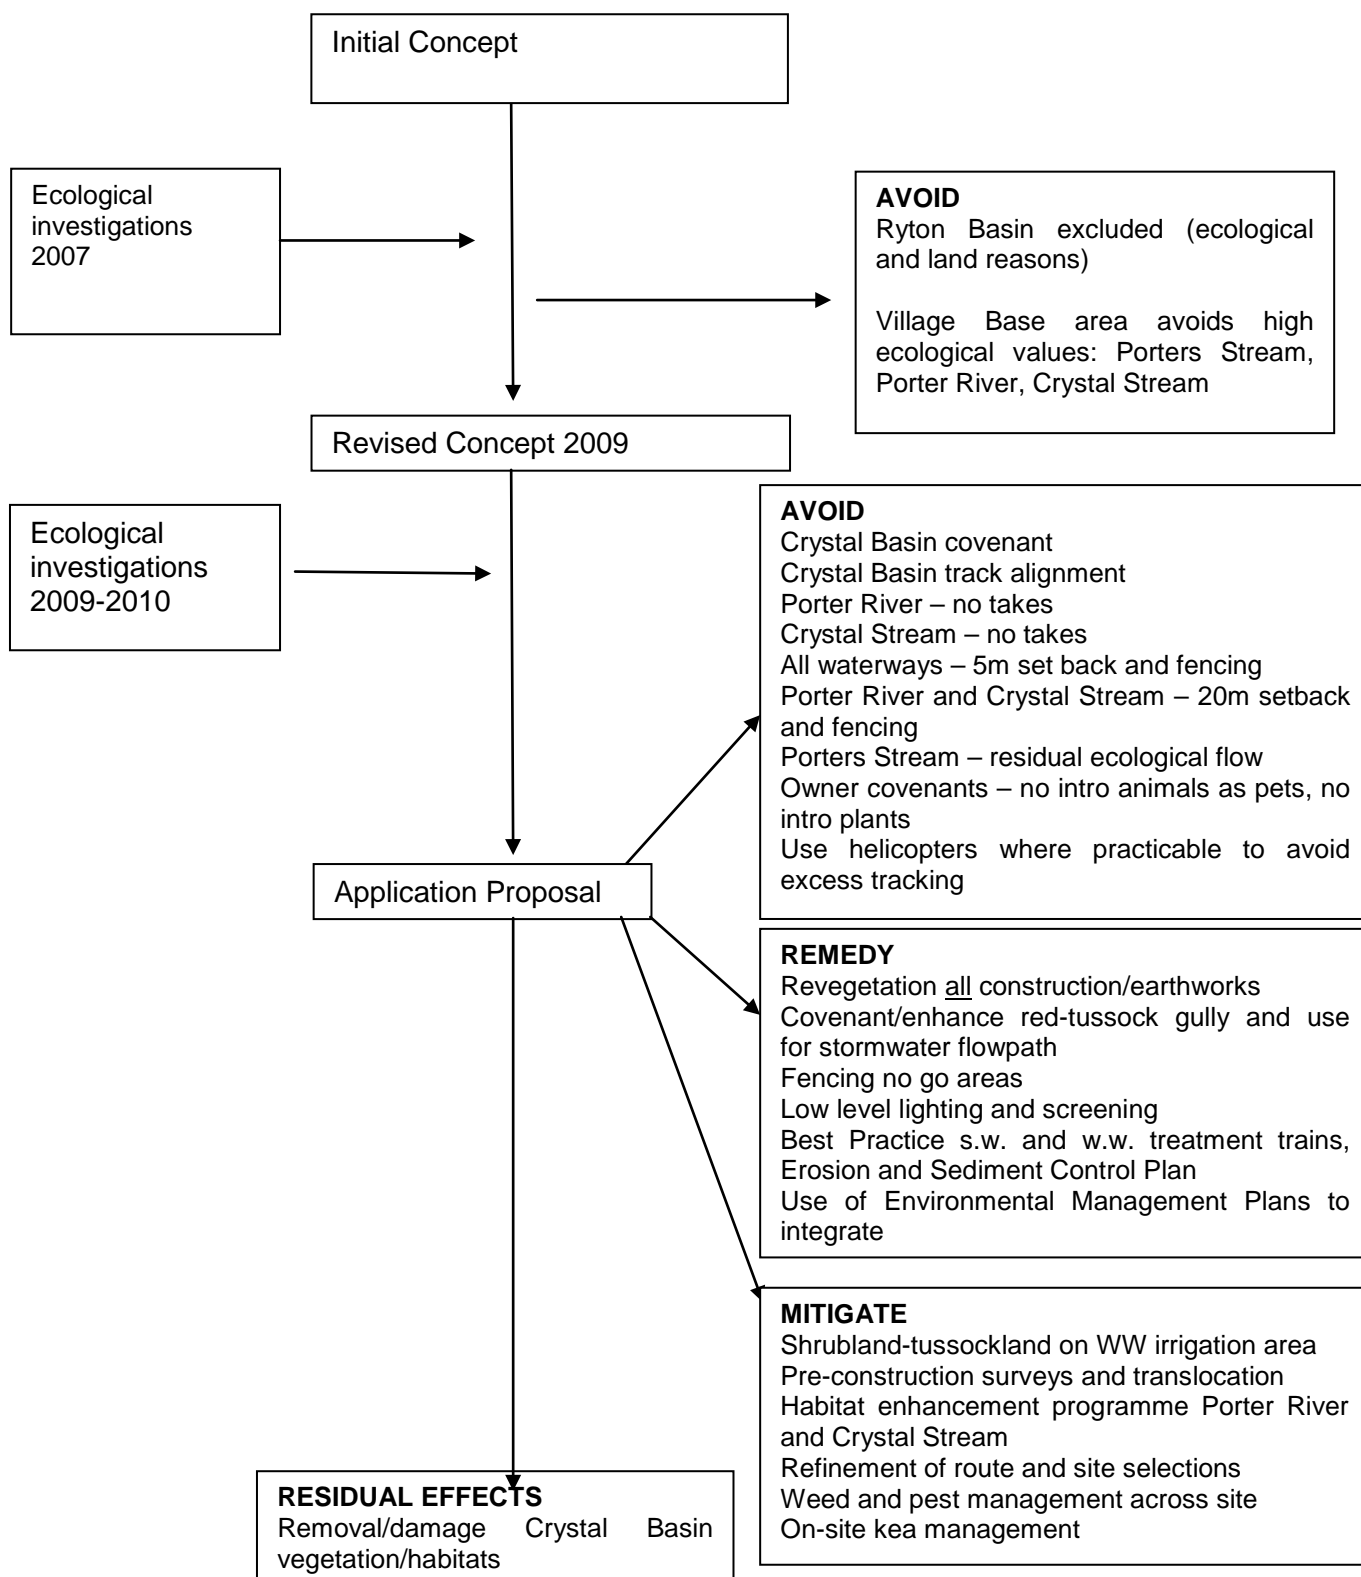 Initial Concept
Ecological
investigations
2007
AVOID
Ryton Basin excluded (ecological
and land reasons)
Village Base area avoids high
ecological values: Porters Stream,
Porter River, Crystal Stream
Revised Concept 2009
Ecological
investigations
2009-2010
AVOID
Crystal Basin covenant
Crystal Basin track alignment
Porter River – no takes
Crystal Stream – no takes
All waterways – 5m set back and fencing
Porter River and Crystal Stream – 20m setback
and fencing
Porters Stream – residual ecological flow
Owner covenants – no intro animals as pets, no
intro plants
Use helicopters where practicable to avoid
excess tracking
Application Proposal
REMEDY
Revegetation all construction/earthworks
Covenant/enhance red-tussock gully and use
for stormwater flowpath
Fencing no go areas
Low level lighting and screening
Best Practice s.w. and w.w. treatment trains,
Erosion and Sediment Control Plan
Use of Environmental Management Plans to
integrate
MITIGATE
Shrubland-tussockland on WW irrigation area
Pre-construction surveys and translocation
Habitat enhancement programme Porter River
and Crystal Stream
Refinement of route and site selections
Weed and pest management across site
On-site kea management
RESIDUAL EFFECTS
Removal/damage Crystal Basin
vegetation/habitats